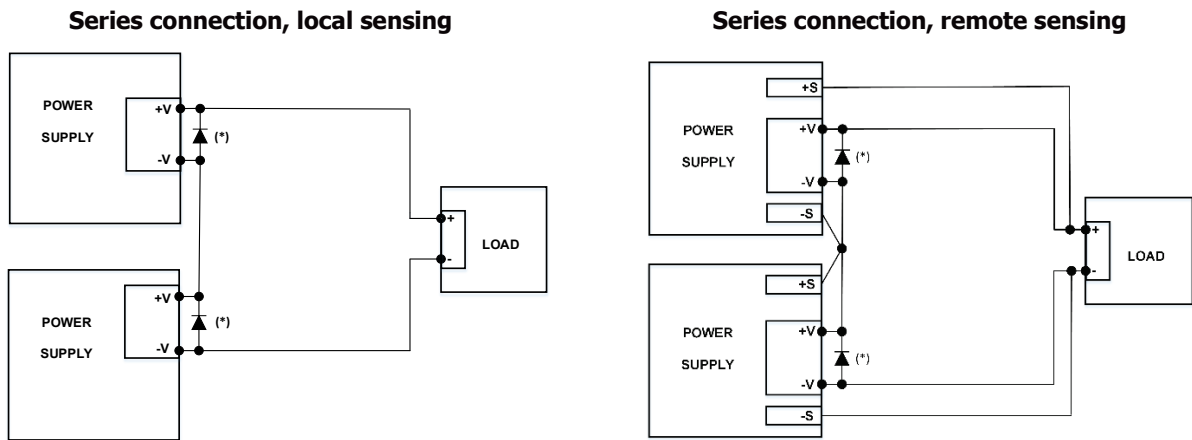 Series connection, local sensing
POWER
SUPPLY
+V
-V
(*)
POWER
SUPPLY
+V
-V
(*)
+
-
LOAD
Series connection, remote sensing
POWER
SUPPLY
+S
+V
-V
-S
(*)
POWER
SUPPLY
+S
+V
-V
-S
(*)
+
-
LOAD